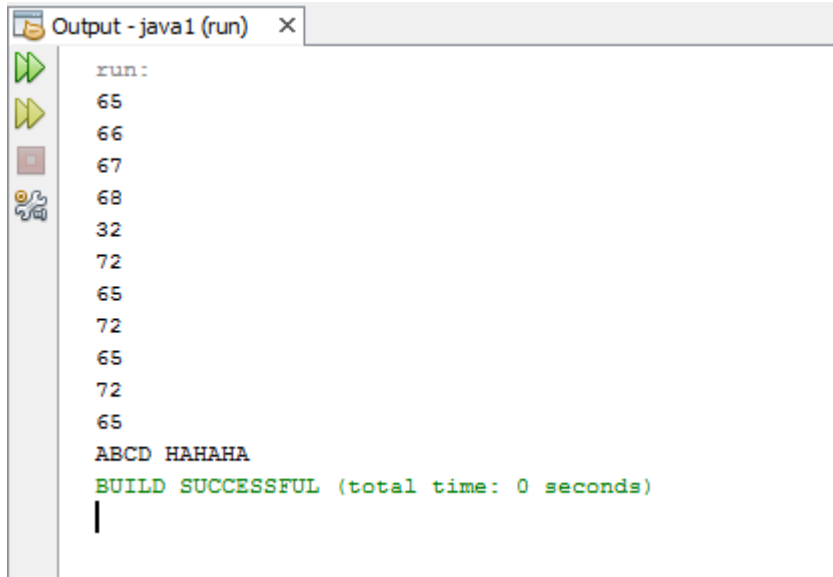 Output - java1 (run)
run:
65
66
67
68
32
72
65
72
65
72
65
ABCD HAHAHA
BUILD SUCCESSFUL (total time: 0 seconds)